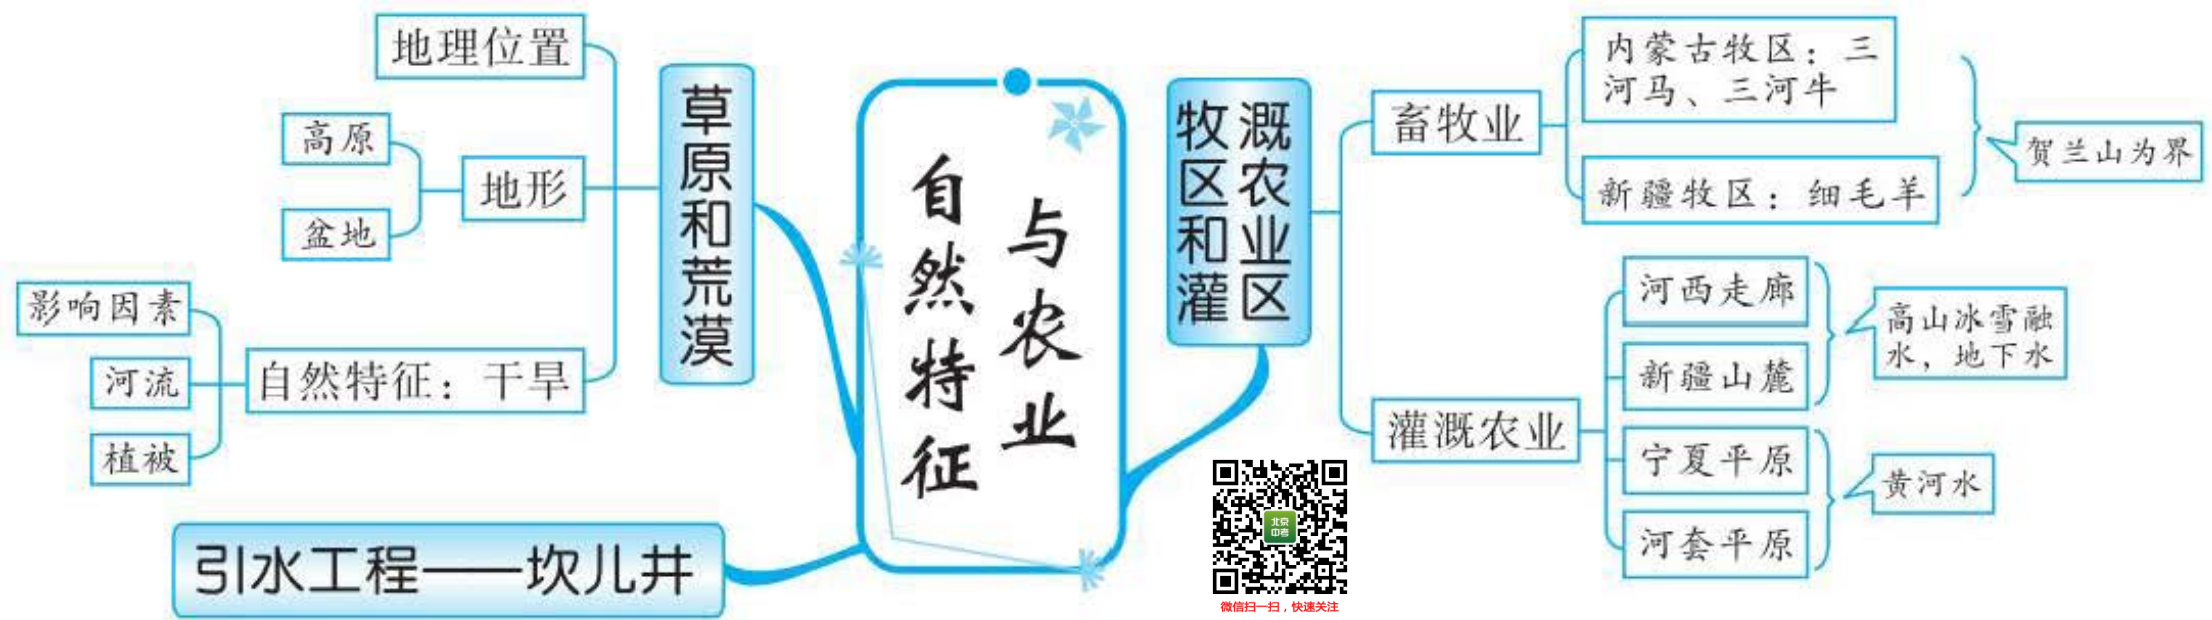 地理位置
高原
地形
盆地
影响因素
河流
自然特征：干旱
植被
草原和荒漠
引水工程——坎儿井
自然特征
与农业
牧区和灌
溉农业区
畜牧业
内蒙古牧区：三
河马、三河牛
新疆牧区：细毛羊
贺兰山为界
灌溉农业
河西走廊
新疆山麓
高山冰雪融
水，地下水
宁夏平原
河套平原
黄河水
北京
中考
微信扫一扫，快速关注